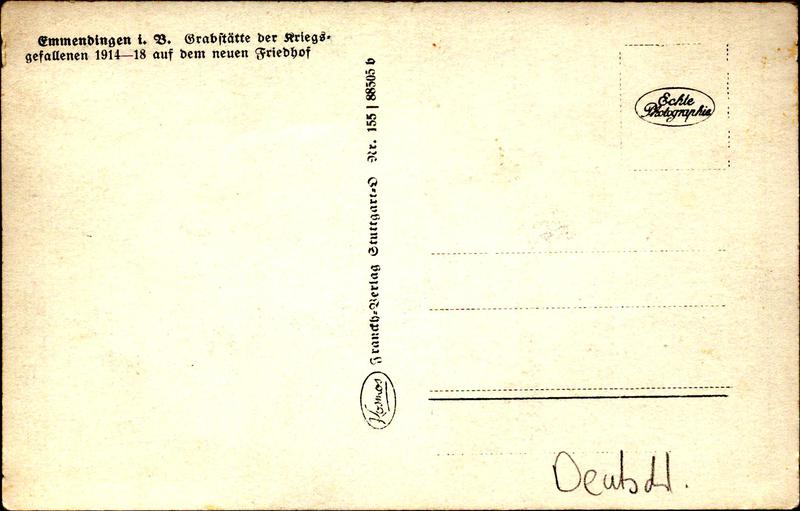 Emmendingen i. B. Grabstätte der Kriegs-
gefallenen 1914—18 auf dem neuen Friedhof
Kosmos Franckh-Verlag Stuttgart-O Nr. 155 | 88505 b
Echte
Photographie
Deutschl.